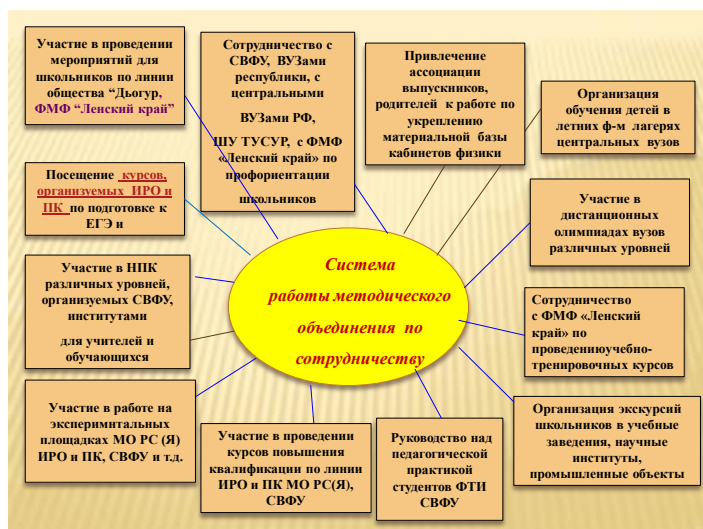 Участие в проведении
мероприятий для
школьников по линии
общества “Дьогур,
ФМФ “Ленский край”
Сотрудничество с
СВФУ, ВУЗами
республики, с
центральными
ВУЗами РФ,
ШУ ТУСУР, с ФМФ
«Ленский край» по
профориентации
школьников
Привлечение
ассоциации
выпускников,
родителей к работе по
укреплению
материальной базы
кабинетов физики
Организация
обучения детей в
летних ф-м лагерях
центральных вузов
Посещение курсов,
организуемых ИРО и
ПК по подготовке к
ЕГЭ и
Участие в
дистанционных
олимпиадах вузов
различных уровней
Система
работы методического
объединения по
сотрудничеству
Участие в НПК
различных уровней,
организуемых СВФУ,
институтами
для учителей и
обучающихся
Сотрудничество
с ФМФ «Ленский
край» по
проведениюучебно-
тренировочных курсов
Участие в работе на
эксперимнтальных
площадках МО РС (Я)
ИРО и ПК, СВФУ и т.д.
Участие в проведении
курсов повышения
квалификации по линии
ИРО и ПК МО РС(Я),
СВФУ
Руководство над
педагогической
практикой
студентов ФТИ
СВФУ
Организация экскурсий
школьников в учебные
заведения, научные
институты,
промышленные объекты